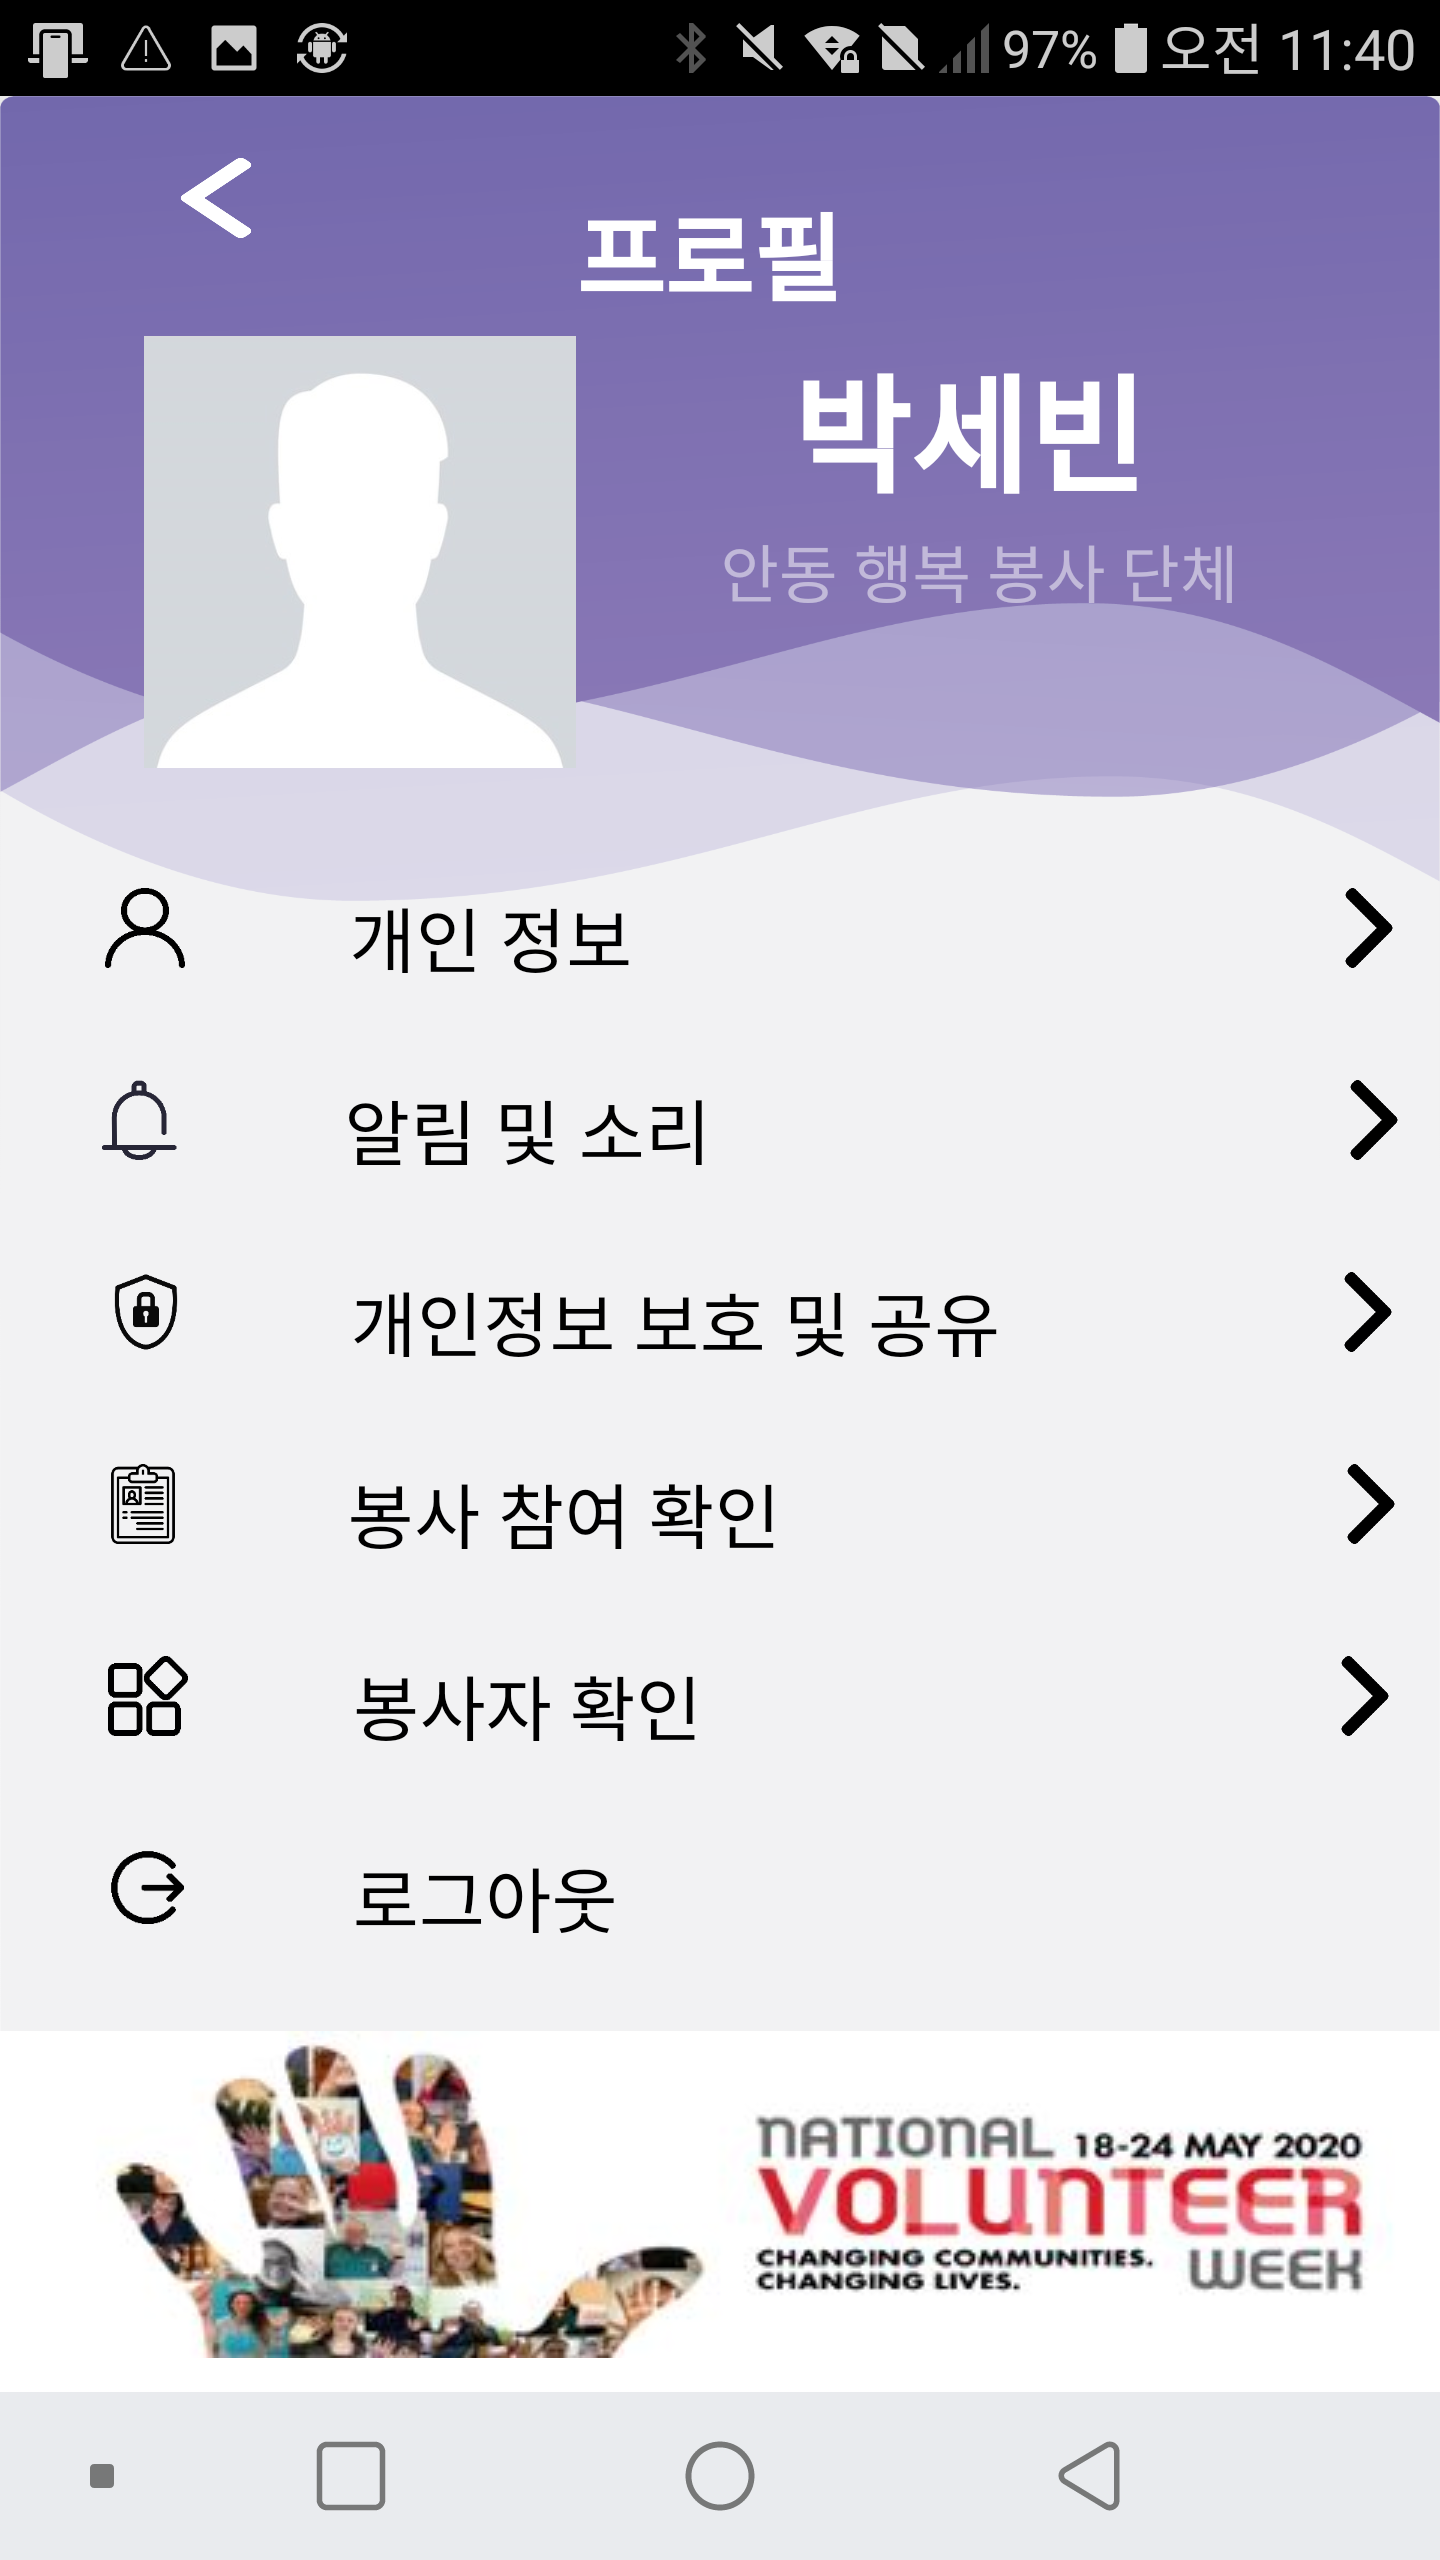 97% 오전 11:40
프로필
박세빈
안동 행복 봉사 단체
개인 정보
알림 및 소리
개인정보 보호 및 공유
봉사 참여 확인
봉사자 확인
로그아웃
NATIONAL 18-24 MAY 2020
VOLUNTEER
CHANGING COMMUNITIES.
CHANGING LIVES.
WEEK